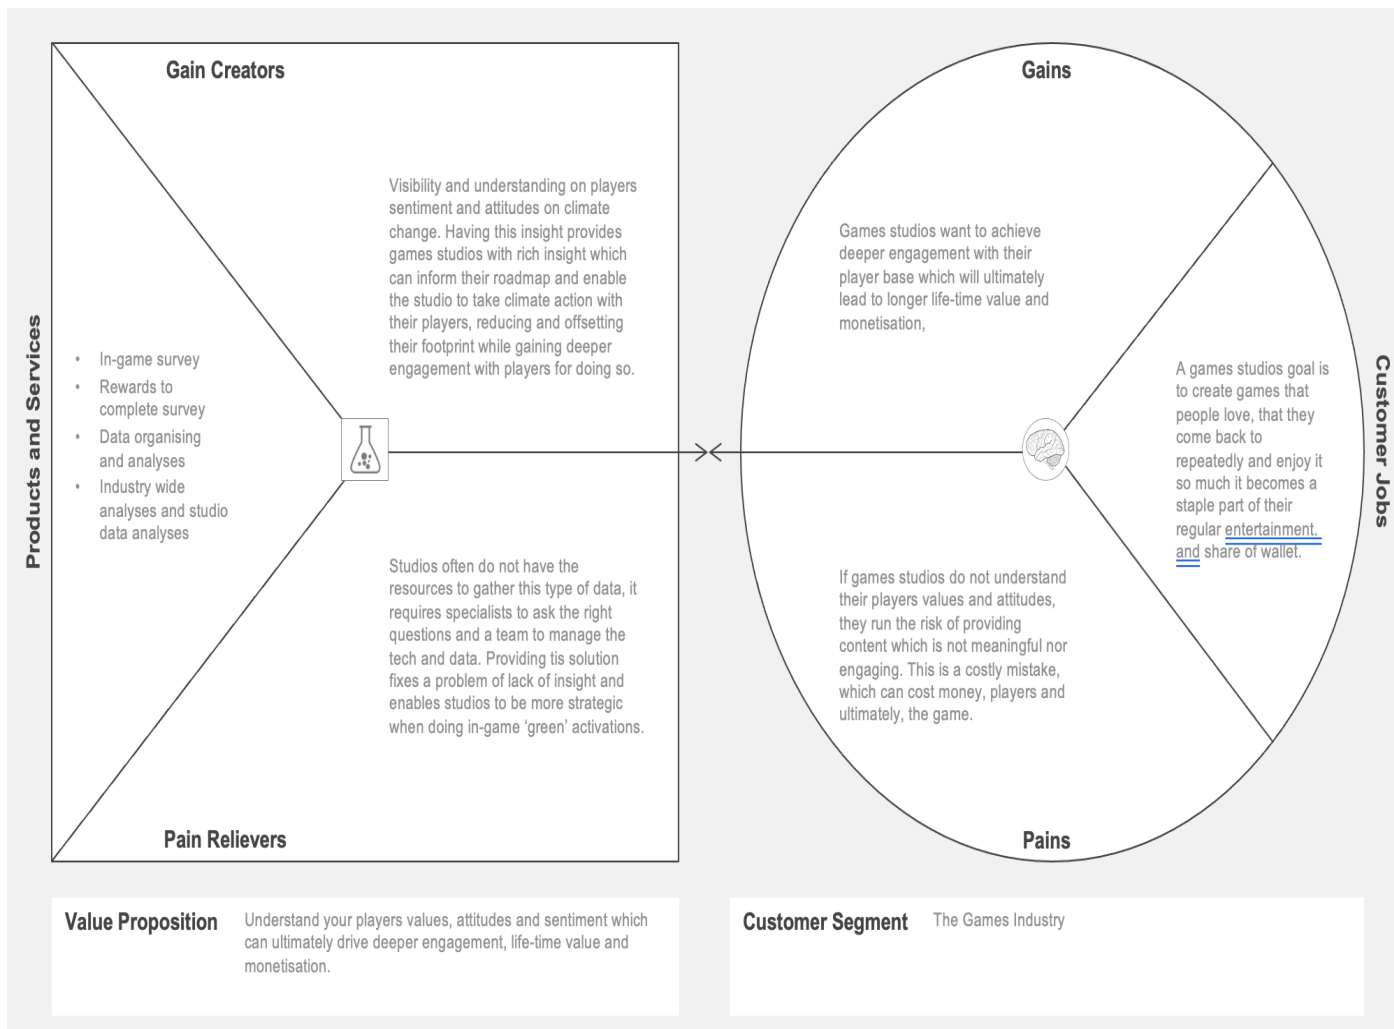 Gain Creators
Visibility and understanding on players
sentiment and attitudes on climate
change. Having this insight provides
games studios with rich insight which
can inform their roadmap and enable
the studio to take climate action with
their players, reducing and offsetting
their footprint while gaining deeper
engagement with players for doing so.
Products and Services
• In-game survey
• Rewards to
complete survey
• Data organising
and analyses
• Industry wide
analyses and studio
data analyses
Studios often do not have the
resources to gather this type of data, it
requires specialists to ask the right
questions and a team to manage the
tech and data. Providing tis solution
fixes a problem of lack of insight and
enables studios to be more strategic
when doing in-game ‘green’ activations.
Pain Relievers
Gains
Games studios want to achieve
deeper engagement with their
player base which will ultimately
lead to longer life-time value and
monetisation,
Customer Jobs
A games studios goal is
to create games that
people love, that they
come back to
repeatedly and enjoy it
so much it becomes a
staple part of their
regular entertainment.
and share of wallet.
If games studios do not understand
their players values and attitudes,
they run the risk of providing
content which is not meaningful nor
engaging. This is a costly mistake,
which can cost money, players and
ultimately, the game.
Pains
Value Proposition
Understand your players values, attitudes and sentiment which
can ultimately drive deeper engagement, life-time value and
monetisation.
Customer Segment
The Games Industry